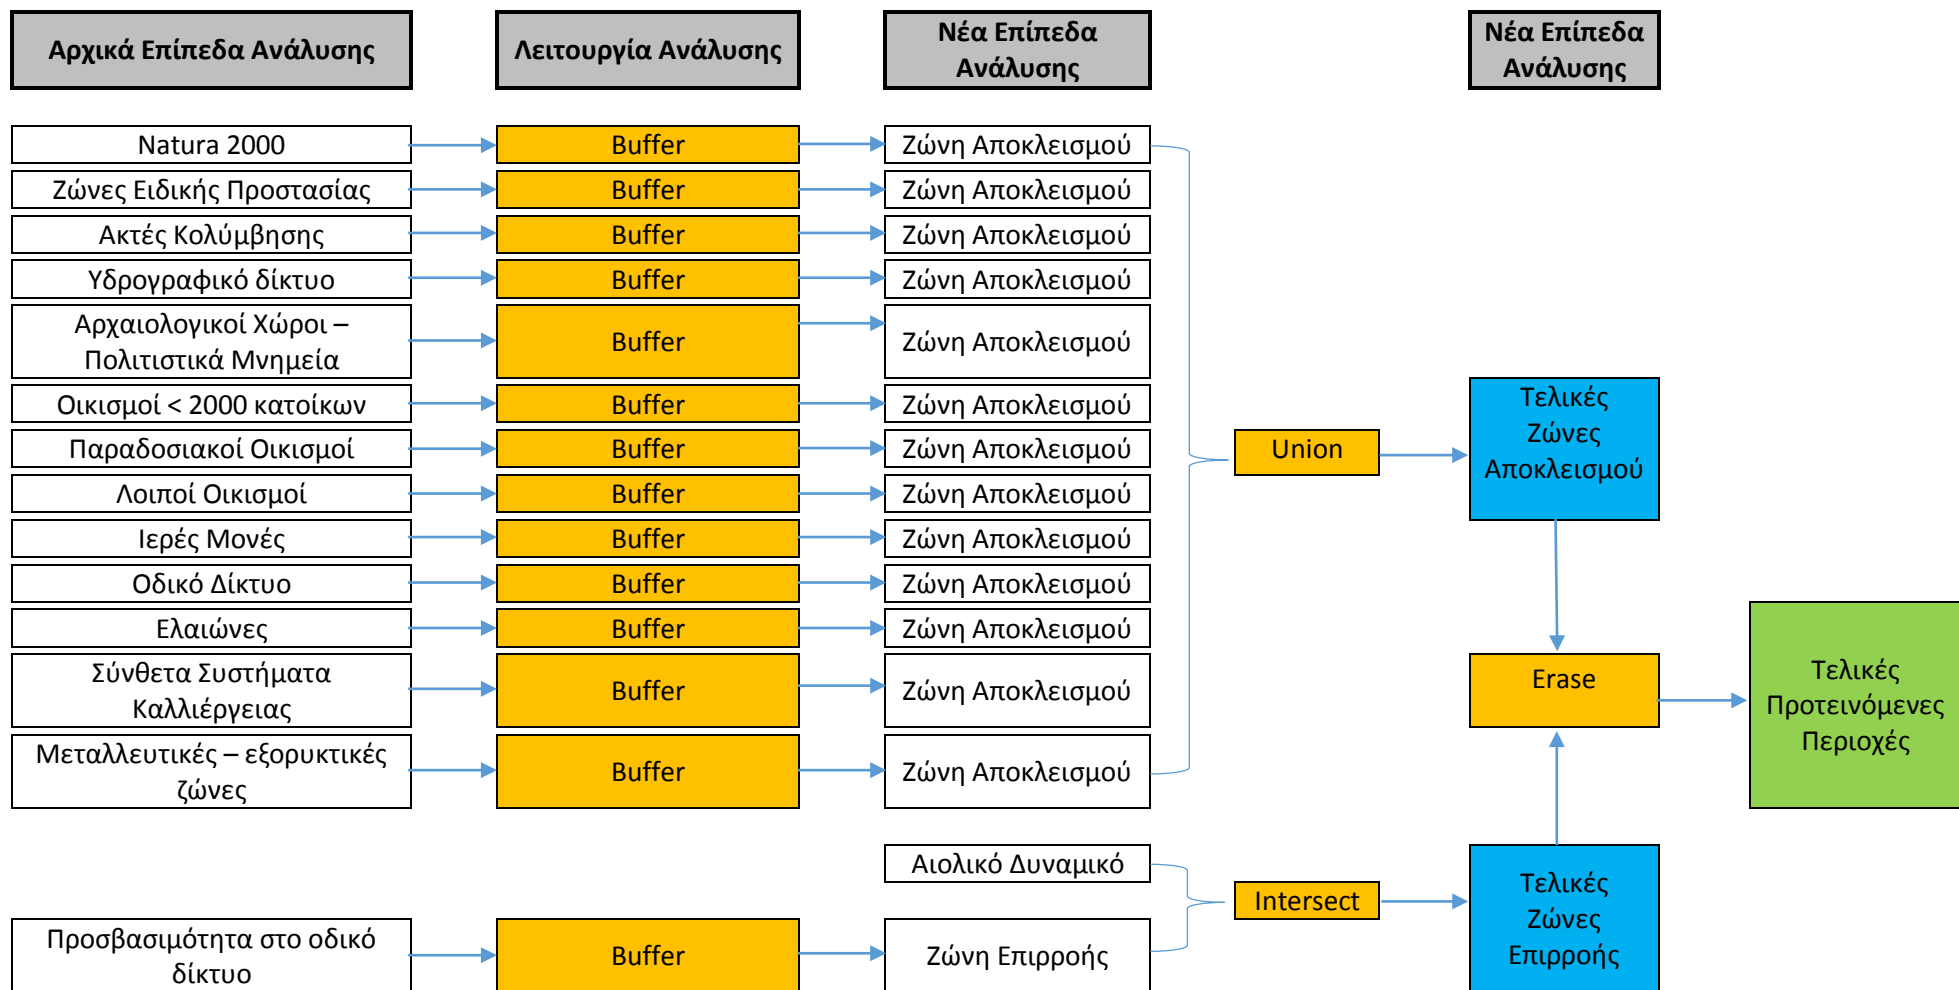 Αρχικά Επίπεδα Ανάλυσης
Λειτουργία Ανάλυσης
Νέα Επίπεδα
Ανάλυσης
Νέα Επίπεδα
Ανάλυσης
Natura 2000
Buffer
Ζώνη Αποκλεισμού
Ζώνες Ειδικής Προστασίας
Buffer
Ζώνη Αποκλεισμού
Ακτές Κολύμβησης
Buffer
Ζώνη Αποκλεισμού
Υδρογραφικό δίκτυο
Buffer
Ζώνη Αποκλεισμού
Αρχαιολογικοί Χώροι –
Πολιτιστικά Μνημεία
Buffer
Ζώνη Αποκλεισμού
Οικισμοί < 2000 κατοίκων
Buffer
Ζώνη Αποκλεισμού
Παραδοσιακοί Οικισμοί
Buffer
Ζώνη Αποκλεισμού
Λοιποί Οικισμοί
Buffer
Ζώνη Αποκλεισμού
Ιερές Μονές
Buffer
Ζώνη Αποκλεισμού
Οδικό Δίκτυο
Buffer
Ζώνη Αποκλεισμού
Ελαιώνες
Buffer
Ζώνη Αποκλεισμού
Σύνθετα Συστήματα
Καλλιέργειας
Buffer
Ζώνη Αποκλεισμού
Μεταλλευτικές – εξορυκτικές
ζώνες
Buffer
Ζώνη Αποκλεισμού
Union
Τελικές
Ζώνες
Αποκλεισμού
Erase
Τελικές
Προτεινόμενες
Περιοχές
Αιολικό Δυναμικό
Προσβασιμότητα στο οδικό
δίκτυο
Buffer
Ζώνη Επιρροής
Intersect
Τελικές
Ζώνες
Επιρροής